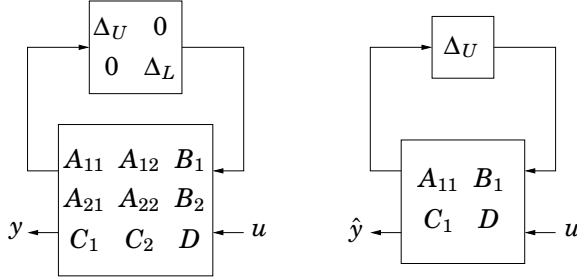 Δ_U 0
0 Δ_L
A_11 A_12 B_1
A_21 A_22 B_2
y C_1 C_2 D u
Δ_U
A_11 B_1
ŷ C_1 D u